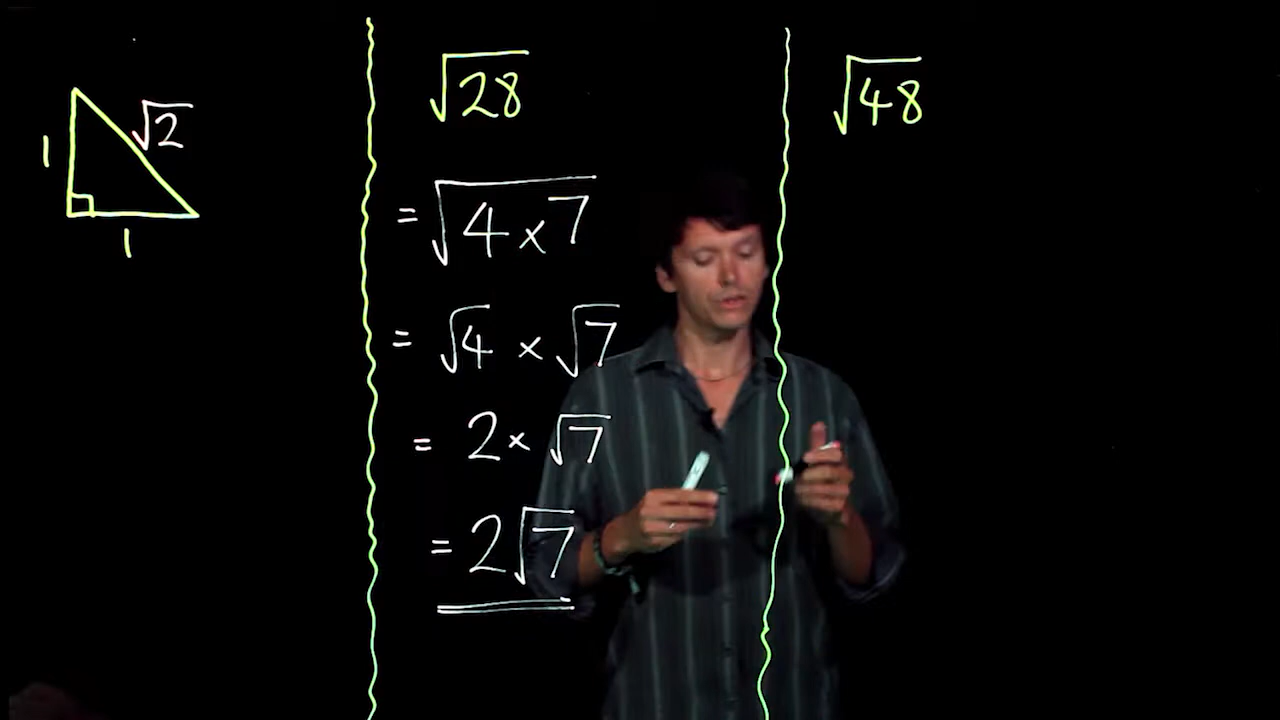 √2
1
1
√28
= √4 × 7
= √4 × √7
= 2 × √7
= 2√7
√48